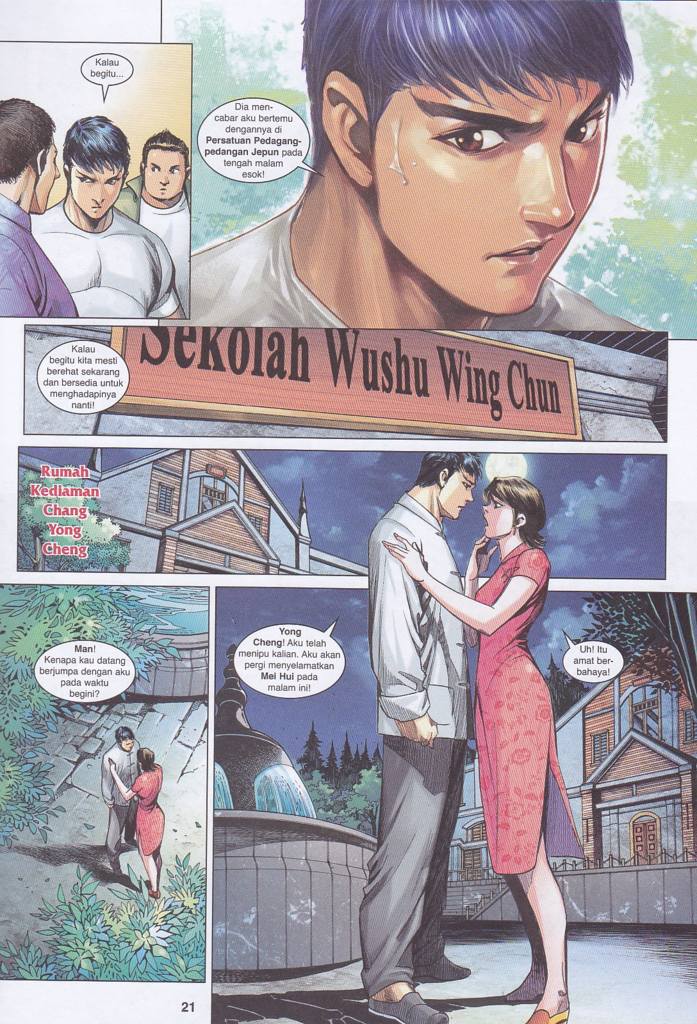 Kalau
begitu...
Dia men-
cabar aku bertemu
dengannya di
Persatuan Pedagang-
pedangan Jepun pada
tengah malam
esok!
Kalau
begitu kita mesti
berehat sekarang
dan bersedia untuk
menghadapinya
nanti!
Sekolah Wushu Wing Chun
Rumah
Kediaman
Chang
Yong
Cheng
Man!
Kenapa kau datang
berjumpa dengan aku
pada waktu
begini?
Yong
Cheng! Aku telah
menipu kalian. Aku akan
pergi menyelamatkan
Mei Hui pada
malam ini!
Uh! Itu
amat ber-
bahaya!
21